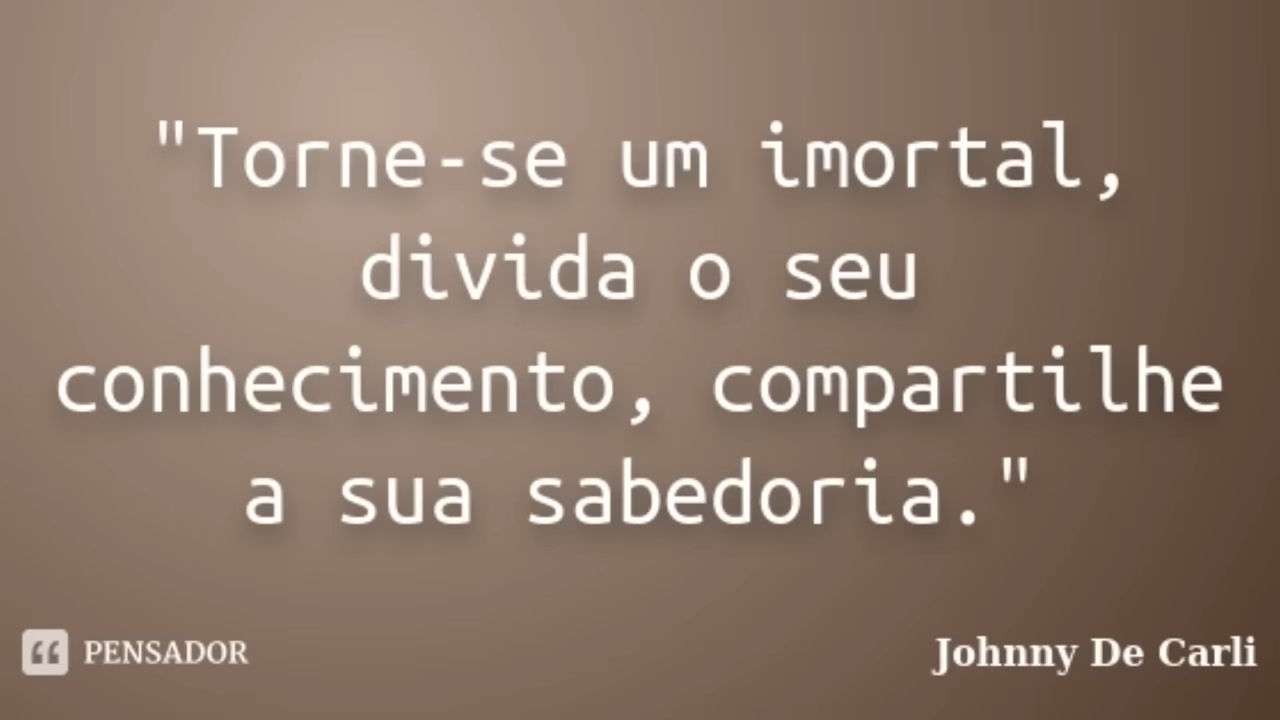 "Torne-se um imortal,
divida o seu
conhecimento, compartilhe
a sua sabedoria."
PENSADOR
Johnny De Carli